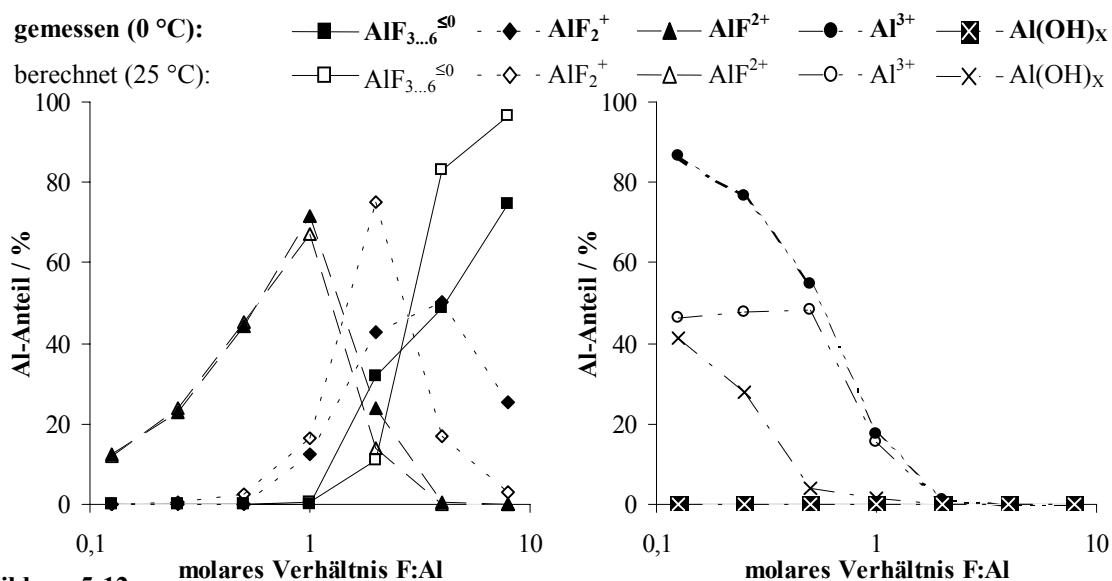 gemessen (0 °C): AlF₃...₆≤⁰ AlF₂⁺ AlF²⁺ Al³⁺ Al(OH)X
berechnet (25 °C): AlF₃...₆≤⁰ AlF₂⁺ AlF²⁺ Al³⁺ Al(OH)X
100
80
60
40
20
0
Al-Anteil / %
0,1 1 10
molares Verhältnis F:Al
100
80
60
40
20
0
Al-Anteil / %
0,1 1 10
molares Verhältnis F:Al